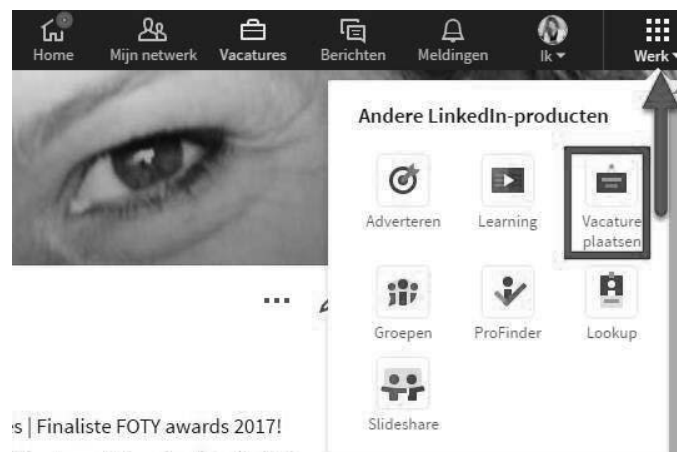 Home Mijn netwerk Vacatures Berichten Meldingen Ik Werk
Andere LinkedIn-producten
Adverteren Learning Vacature
plaatsen
Groepen ProFinder Lookup
Slideshare
es | Finaliste FOTY awards 2017!